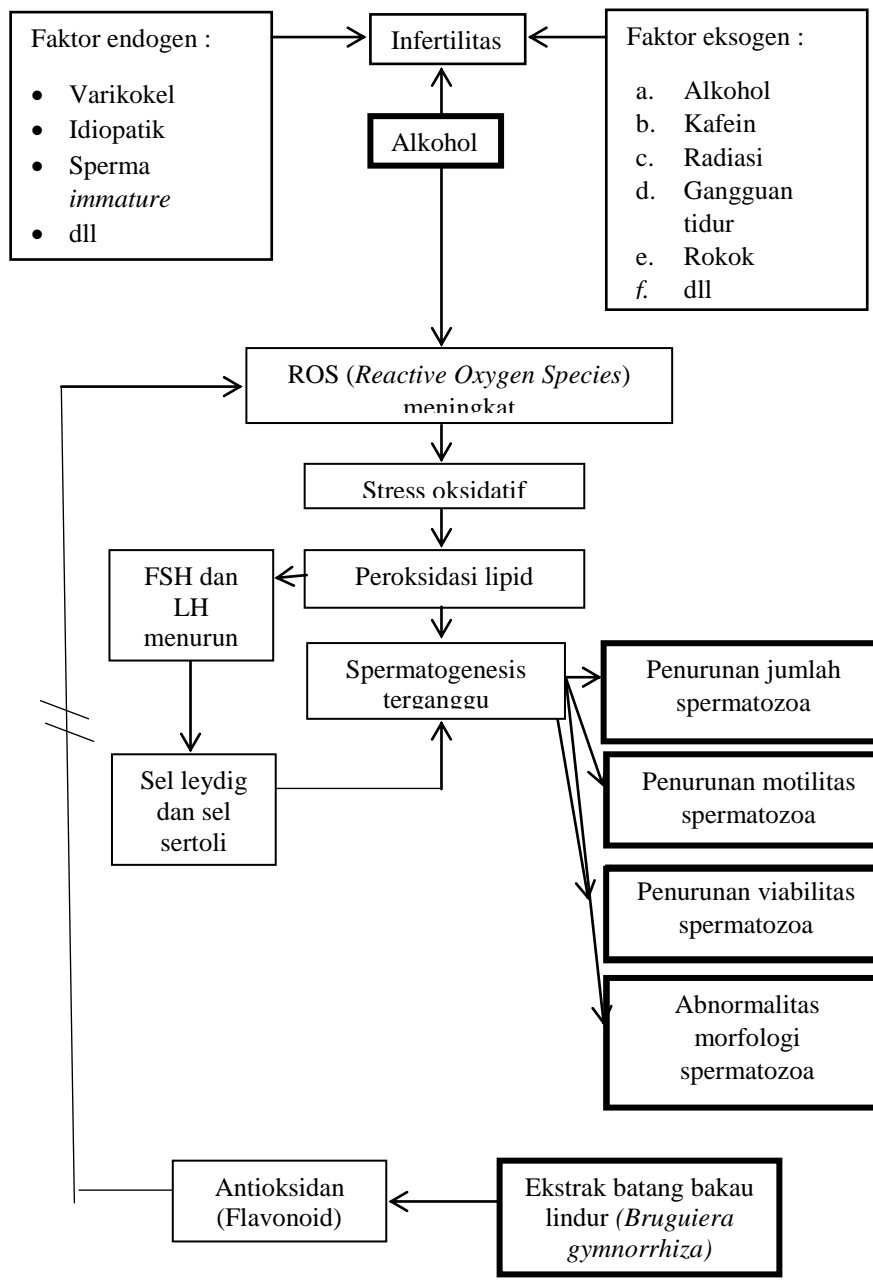 Faktor endogen :
• Varikokel
• Idiopatik
• Sperma
immature
• dll
Infertilitas
Faktor eksogen :
a. Alkohol
b. Kafein
c. Radiasi
d. Gangguan
tidur
e. Rokok
f. dll
Alkohol
ROS (Reactive Oxygen Species)
meningkat
Stress oksidatif
Peroksidasi lipid
FSH dan
LH
menurun
Spermatogenesis
terganggu
Sel leydig
dan sel
sertoli
Penurunan jumlah
spermatozoa
Penurunan motilitas
spermatozoa
Penurunan viabilitas
spermatozoa
Abnormalitas
morfologi
spermatozoa
Antioksidan
(Flavonoid)
Ekstrak batang bakau
lindur (Bruguiera
gymnorrhiza)